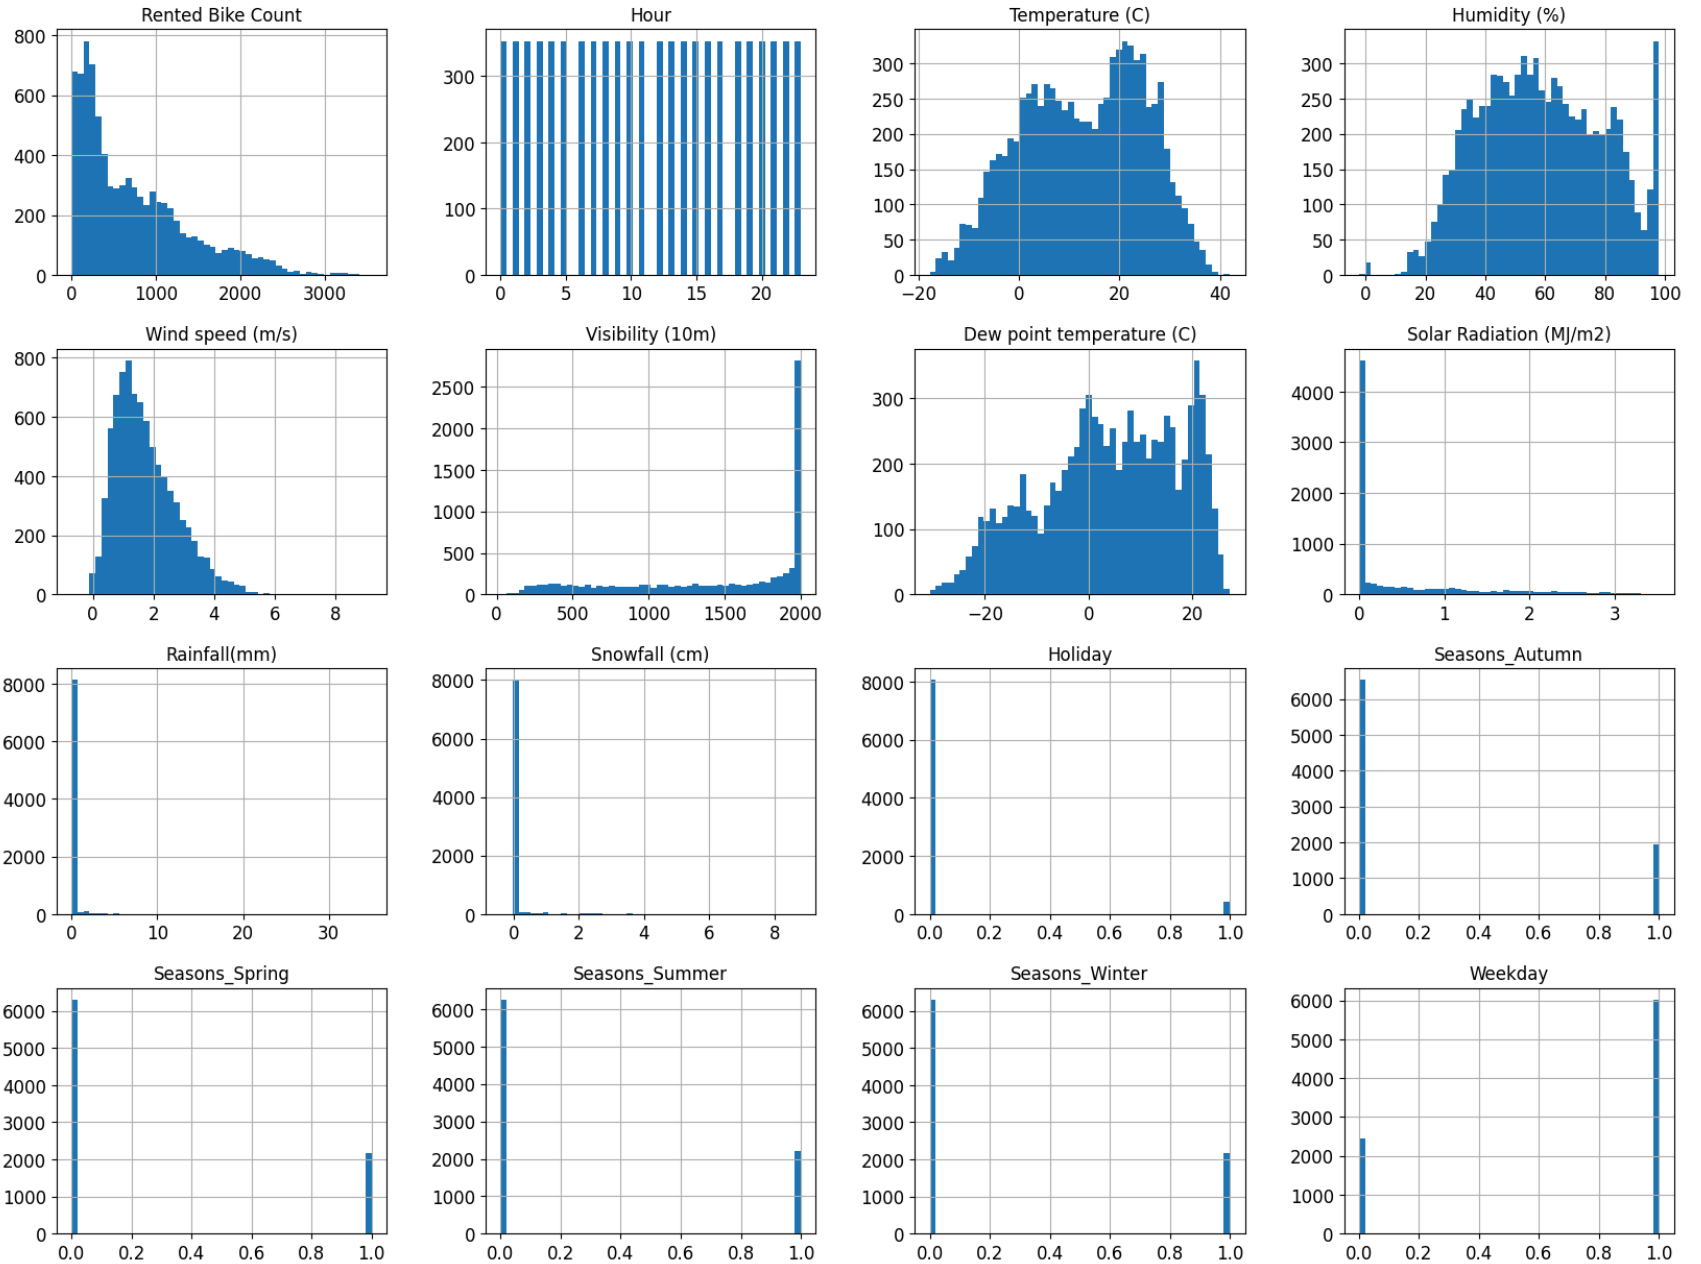 Rented Bike Count
Hour
Temperature (C)
Humidity (%)
800
600
400
200
0
0 1000 2000 3000
300
200
100
0
0 5 10 15 20
300
250
200
150
100
50
0
−20 0 20 40
300
250
200
150
100
50
0
0 20 40 60 80 100
Wind speed (m/s)
Visibility (10m)
Dew point temperature (C)
Solar Radiation (MJ/m2)
800
600
400
200
0
0 2 4 6 8
2500
2000
1500
1000
500
0
0 500 1000 1500 2000
300
200
100
0
−20 0 20
4000
3000
2000
1000
0
0 1 2 3
Rainfall(mm)
Snowfall (cm)
Holiday
Seasons_Autumn
8000
6000
4000
2000
0
0 10 20 30
8000
6000
4000
2000
0
0 2 4 6 8
8000
6000
4000
2000
0
0.0 0.2 0.4 0.6 0.8 1.0
6000
5000
4000
3000
2000
1000
0
0.0 0.2 0.4 0.6 0.8 1.0
Seasons_Spring
Seasons_Summer
Seasons_Winter
Weekday
6000
5000
4000
3000
2000
1000
0
0.0 0.2 0.4 0.6 0.8 1.0
6000
5000
4000
3000
2000
1000
0
0.0 0.2 0.4 0.6 0.8 1.0
6000
5000
4000
3000
2000
1000
0
0.0 0.2 0.4 0.6 0.8 1.0
6000
5000
4000
3000
2000
1000
0
0.0 0.2 0.4 0.6 0.8 1.0